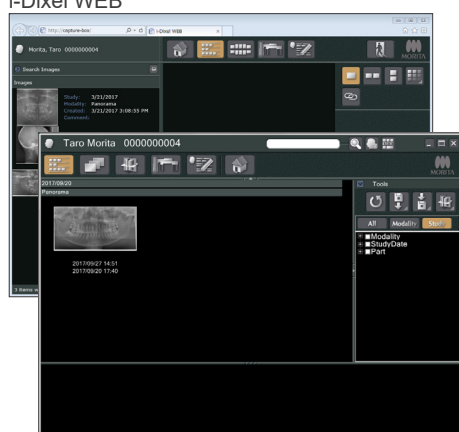 i-Dixel WEB
http://capture-lets/
i-Dixel WEB
Morita, Taro 0000000004
MORITA
Search Images
Images
Study: 3/21/2017
Modality: Panorama
Created: 3/21/2017 3:08:55 PM
Comment:
Taro Morita 0000000004
MORITA
2017/09/20
Panorama
2017/09/27 14:51
2017/09/20 17:40
Tools
All Modality Study
Modality
StudyDate
Part
3 Items